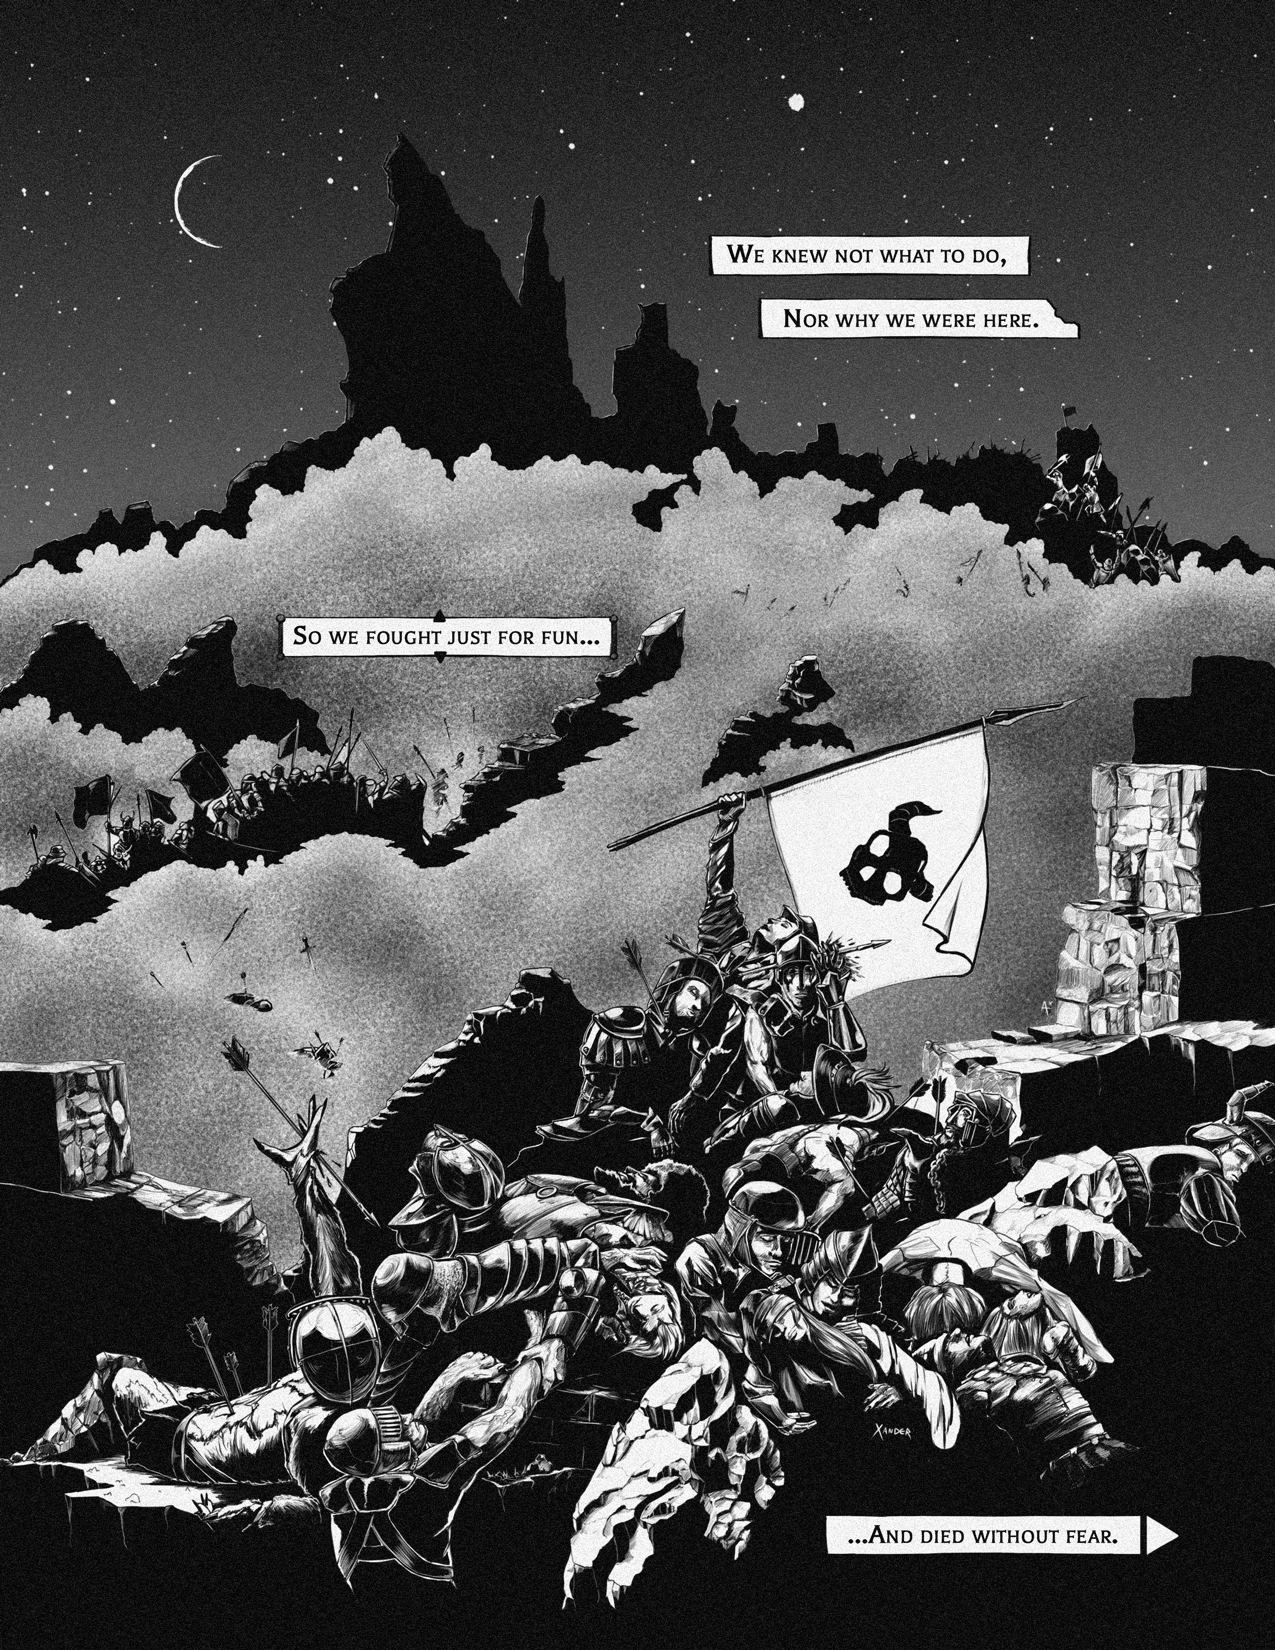 We knew not what to do,
Nor why we were here.
So we fought just for fun...
Xander
...And died without fear.